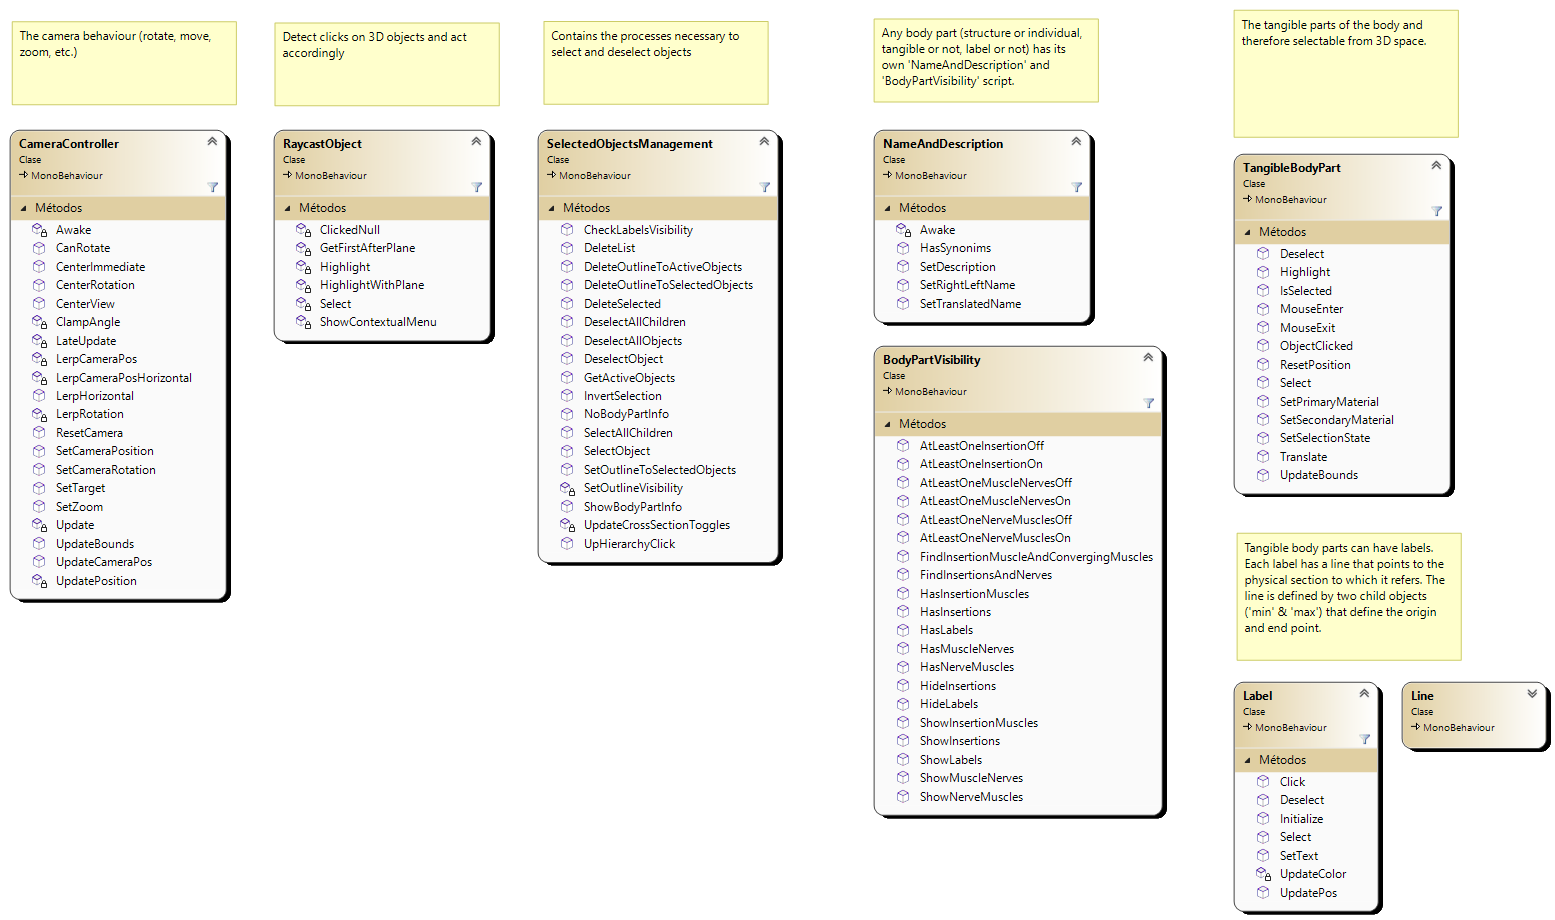 The camera behaviour (rotate, move,
zoom, etc.)
CameraController
Clase
MonoBehaviour
Métodos
Awake
CanRotate
CenterImmediate
CenterRotation
CenterView
ClampAngle
LateUpdate
LerpCameraPos
LerpCameraPosHorizontal
LerpHorizontal
LerpRotation
ResetCamera
SetCameraPosition
SetCameraRotation
SetTarget
SetZoom
Update
UpdateBounds
UpdateCameraPos
UpdatePosition
Detect clicks on 3D objects and act
accordingly
RaycastObject
Clase
MonoBehaviour
Métodos
ClickedNull
GetFirstAfterPlane
Highlight
HighlightWithPlane
Select
ShowContextualMenu
Contains the processes necessary to
select and deselect objects
SelectedObjectsManagement
Clase
MonoBehaviour
Métodos
CheckLabelsVisibility
DeleteList
DeleteOutlineToActiveObjects
DeleteOutlineToSelectedObjects
DeleteSelected
DeselectAllChildren
DeselectAllObjects
DeselectObject
GetActiveObjects
InvertSelection
NoBodyPartInfo
SelectAllChildren
SelectObject
SetOutlineToSelectedObjects
SetOutlineVisibility
ShowBodyPartInfo
UpdateCrossSectionToggles
UpHierarchyClick
Any body part (structure or individual,
tangible or not, label or not) has its
own 'NameAndDescription' and
'BodyPartVisibility' script.
NameAndDescription
Clase
MonoBehaviour
Métodos
Awake
HasSynonims
SetDescription
SetRightLeftName
SetTranslatedName
BodyPartVisibility
Clase
MonoBehaviour
Métodos
AtLeastOneInsertionOff
AtLeastOneInsertionOn
AtLeastOneMuscleNervesOff
AtLeastOneMuscleNervesOn
AtLeastOneNerveMusclesOff
AtLeastOneNerveMusclesOn
FindInsertionMuscleAndConvergingMuscles
FindInsertionsAndNerves
HasInsertionMuscles
HasInsertions
HasLabels
HasMuscleNerves
HasNerveMuscles
HideInsertions
HideLabels
ShowInsertionMuscles
ShowInsertions
ShowLabels
ShowMuscleNerves
ShowNerveMuscles
The tangible parts of the body and
therefore selectable from 3D space.
TangibleBodyPart
Clase
MonoBehaviour
Métodos
Deselect
Highlight
IsSelected
MouseEnter
MouseExit
ObjectClicked
ResetPosition
Select
SetPrimaryMaterial
SetSecondaryMaterial
SetSelectionState
Translate
UpdateBounds
Tangible body parts can have labels.
Each label has a line that points to the
physical section to which it refers. The
line is defined by two child objects
('min' & 'max') that define the origin
and end point.
Label
Clase
MonoBehaviour
Métodos
Click
Deselect
Initialize
Select
SetText
UpdateColor
UpdatePos
Line
Clase
MonoBehaviour